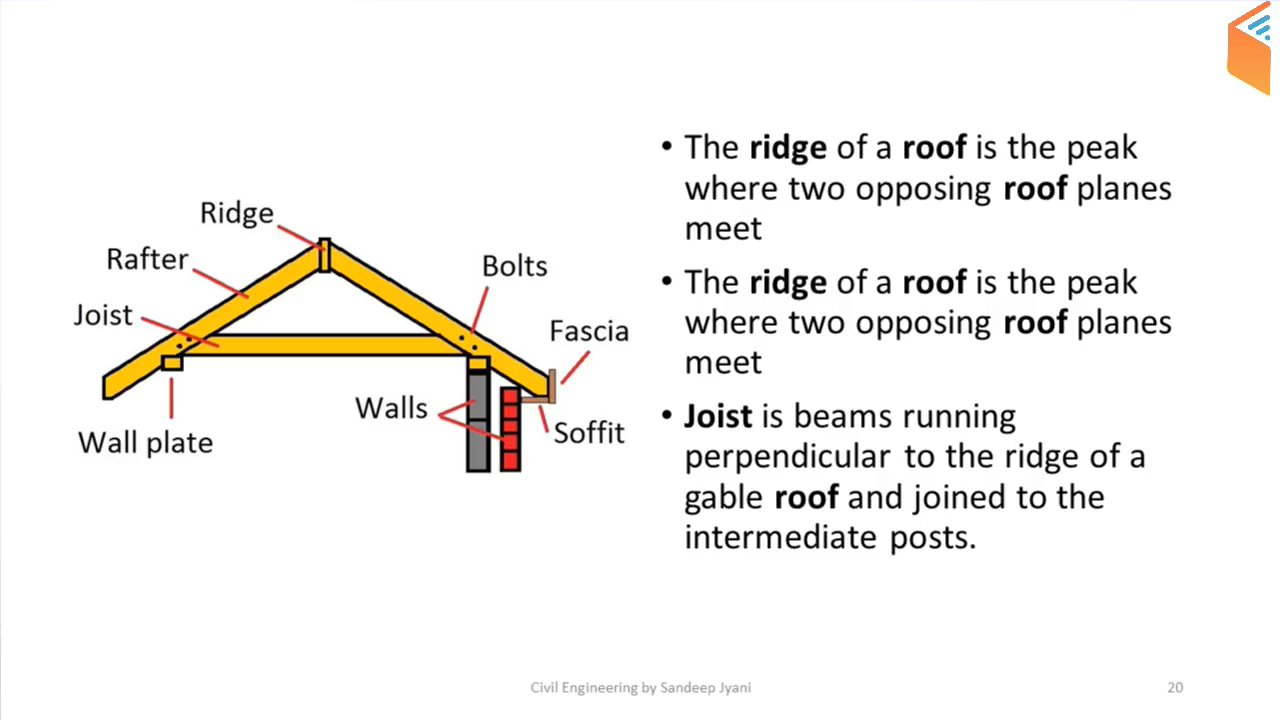 Ridge
Rafter
Joist
Wall plate
Bolts
Fascia
Walls
Soffit
• The ridge of a roof is the peak
where two opposing roof planes
meet
• The ridge of a roof is the peak
where two opposing roof planes
meet
• Joist is beams running
perpendicular to the ridge of a
gable roof and joined to the
intermediate posts.
Civil Engineering by Sandeep Jyani
20